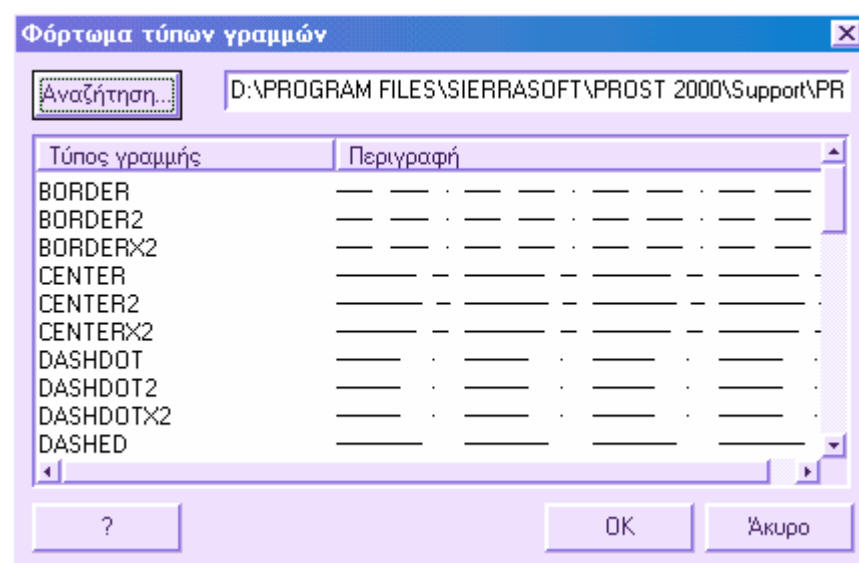 Φόρτωμα τύπων γραμμών
Αναζήτηση...
D:\PROGRAM FILES\SIERRASOFT\PROST 2000\Support\PR
Τύπος γραμμής Περιγραφή
BORDER
BORDER2
BORDERX2
CENTER
CENTER2
CENTERX2
DASHDOT
DASHDOT2
DASHDOTX2
DASHED
? OK Άκυρο